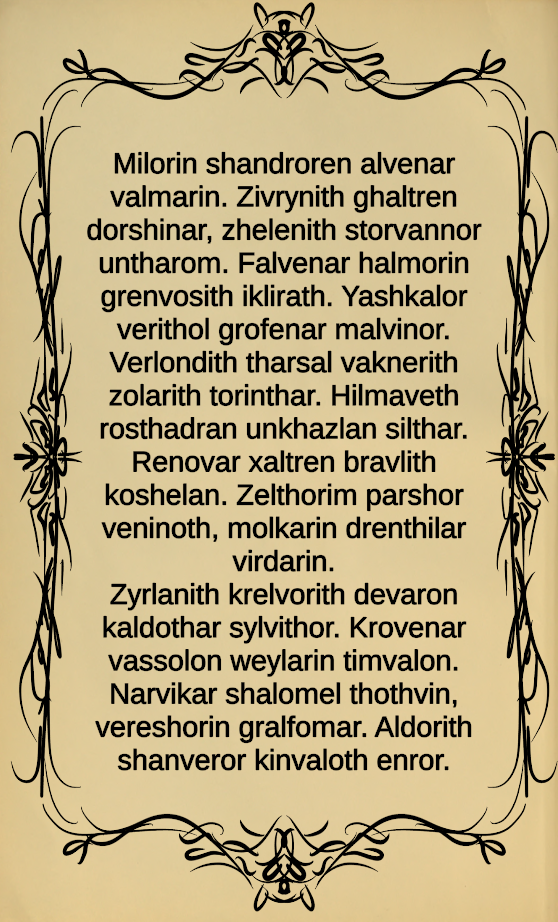 Milorin shandroren alvenar
valmarin. Zivrynith ghaltren
dorshinar, zhelenith storvannor
untharom. Falvenar halmorin
grenvosith iklirath. Yashkalor
verithol grofenar malvinor.
Verlondith tharsal vaknerith
zolarith torinthar. Hilmaveth
rosthadran unkhazlan silthar.
Renovar xaltren bravlith
koshelan. Zelthorim parshor
veninoth, molkarin drenthilar
virdarin.
Zyrlanith krelvorith devaron
kaldothar sylvithor. Krovenar
vassolon weylarin timvalon.
Narvikar shalomel thothvin,
vereshorin gralfomar. Aldorith
shanveror kinvaloth enror.